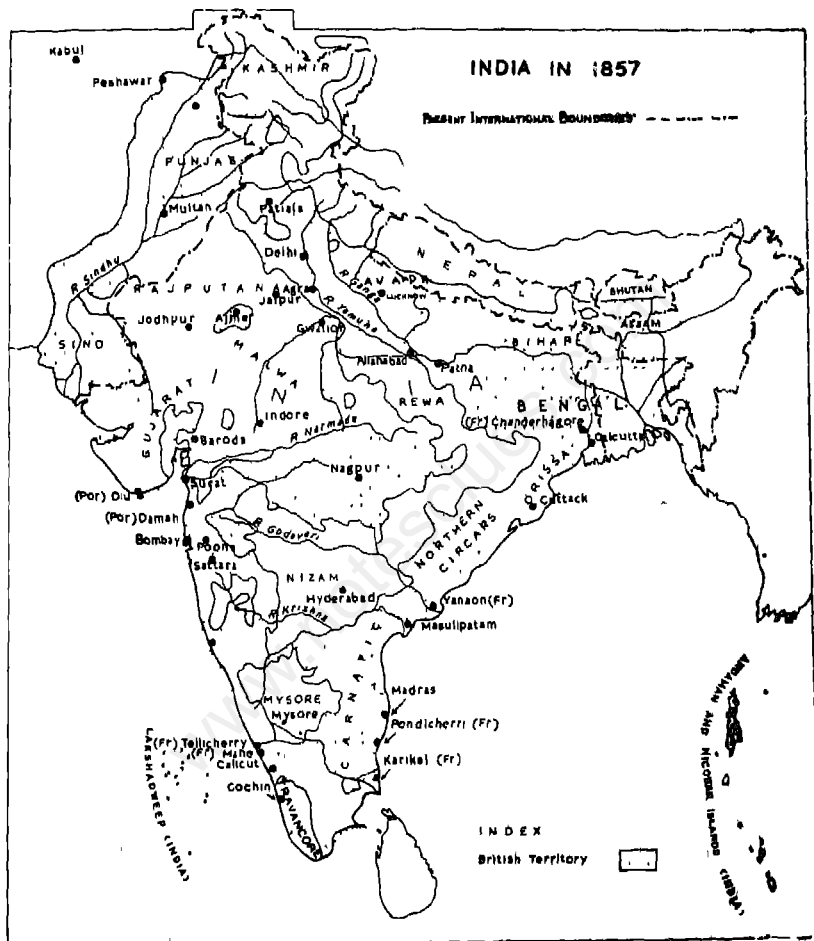 INDIA IN 1857
PRESENT INTERNATIONAL BOUNDARIES
Kabul
Peshawar
KASHMIR
PUNJAB
Multan
Patiala
Delhi
R Sindhu
RAJPUTANA
Agra
Jaipur
R Ganga
R Yamuna
AVADH
LUCKNOW
NEPAL
BHUTAN
ASSAM
SIND
Jodhpur
Ajme
Gwalior
MALWA
Allahabad
Patna
BIHAR
INDIA
REWA
BENGAL
(Fr) Chanderhagore
Calcutta
GUJARAT
Indore
Baroda
R Narmada
Nagpur
ORISSA
Cuttack
(Por) Diu
Surat
(Por) Damah
Bombay
Poona
Sattara
R Godavari
NORTHERN
CIRCARS
NIZAM
Hyderabad
R Krishna
Yanaon (Fr)
Masulipatam
CARNATIC
MYSORE
Mysore
Madras
Pondicherri (Fr)
Karikal (Fr)
(Fr) Tellicherry
(Fr) Mahe
Calicut
Cochin
TRAVANCORE
LAKSHADWEEP (INDIA)
ANDAMAN AND NICOBAR ISLANDS (INDIA)
INDEX
British Territory